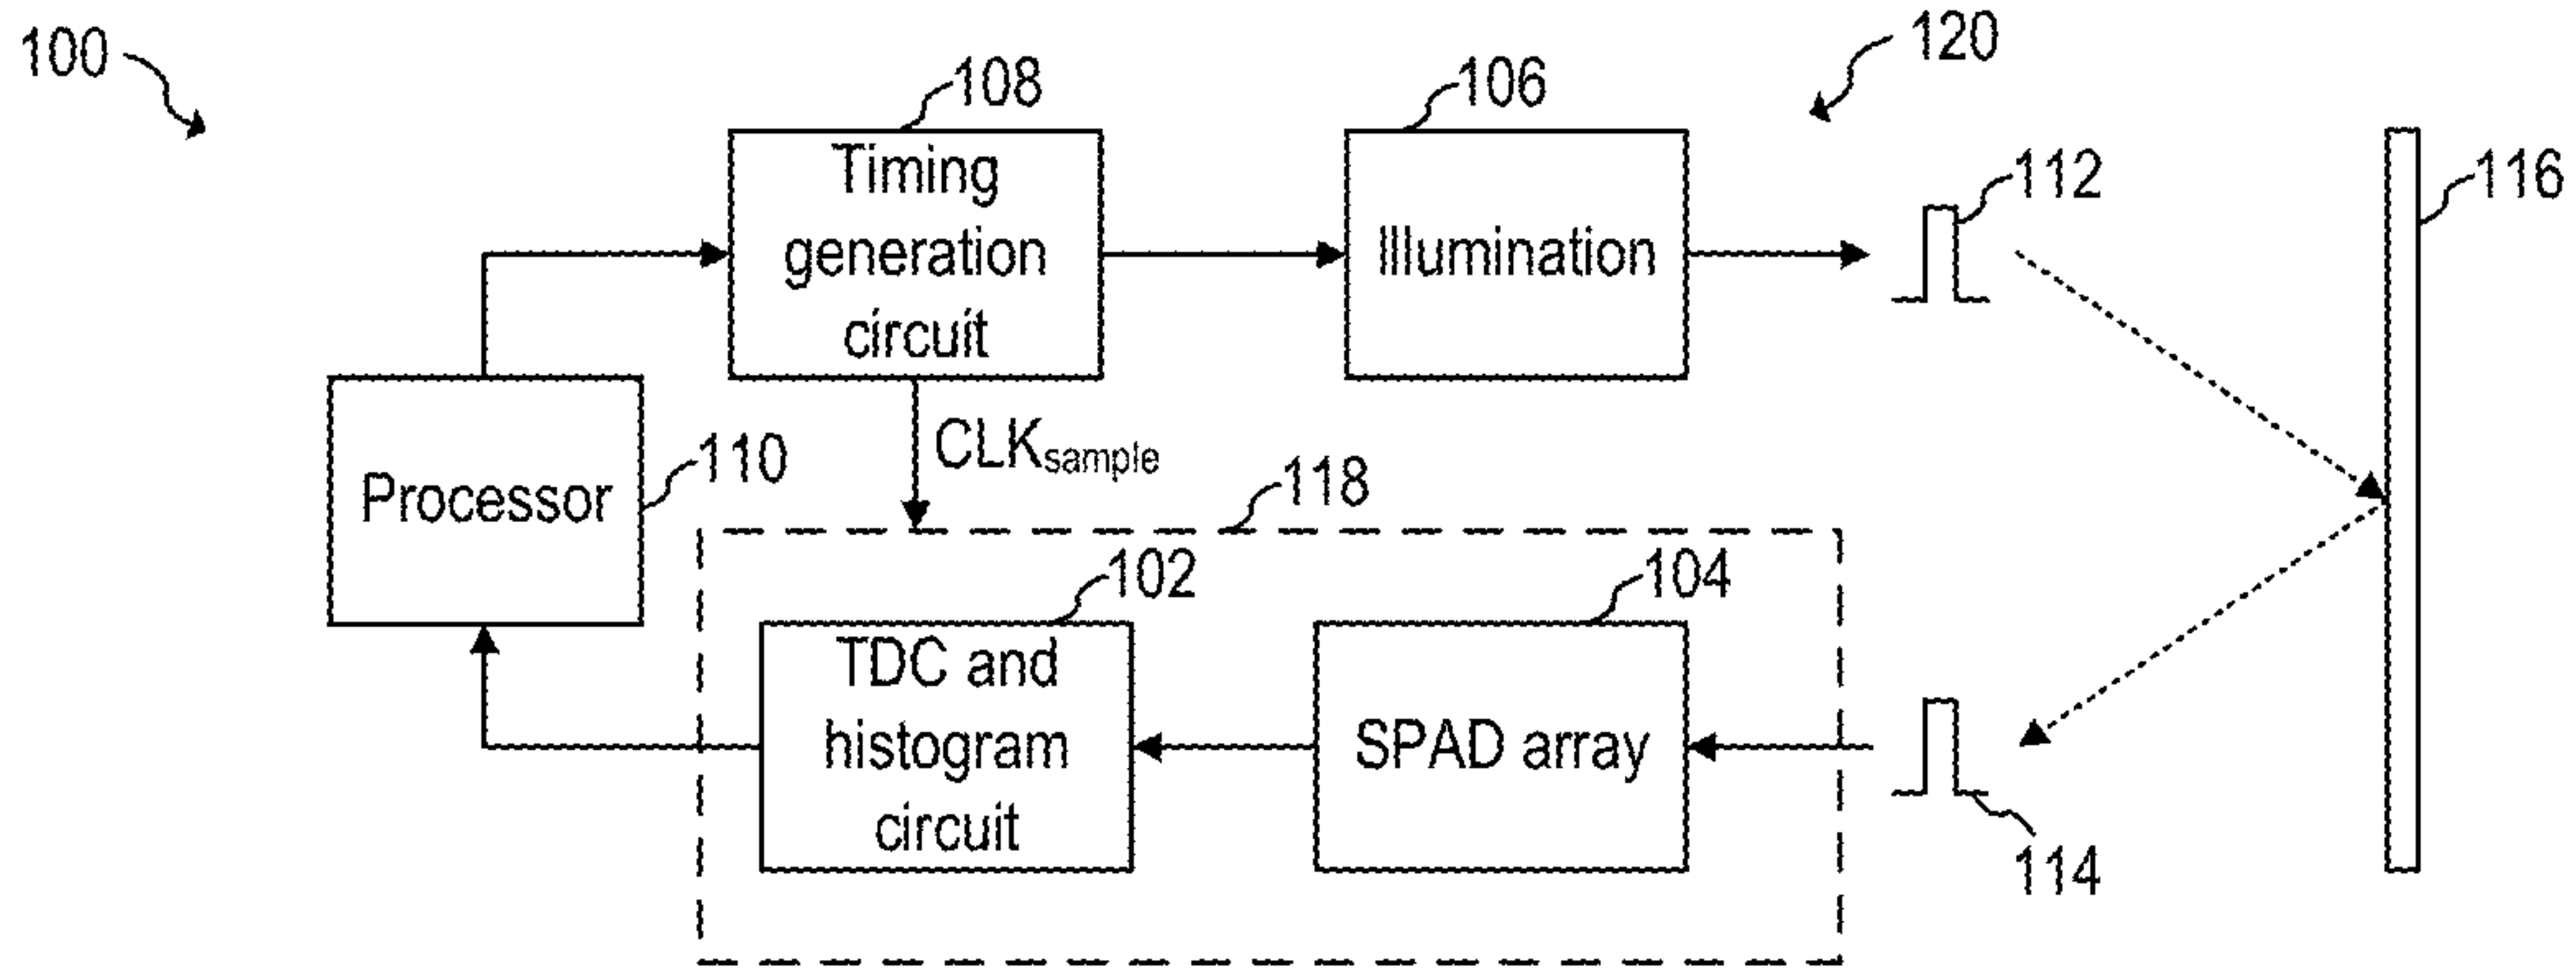 100
108
106
120
Timing
generation
circuit
Illumination
112
116
CLKsample
Processor
110
118
102
104
TDC and
histogram
circuit
SPAD array
114